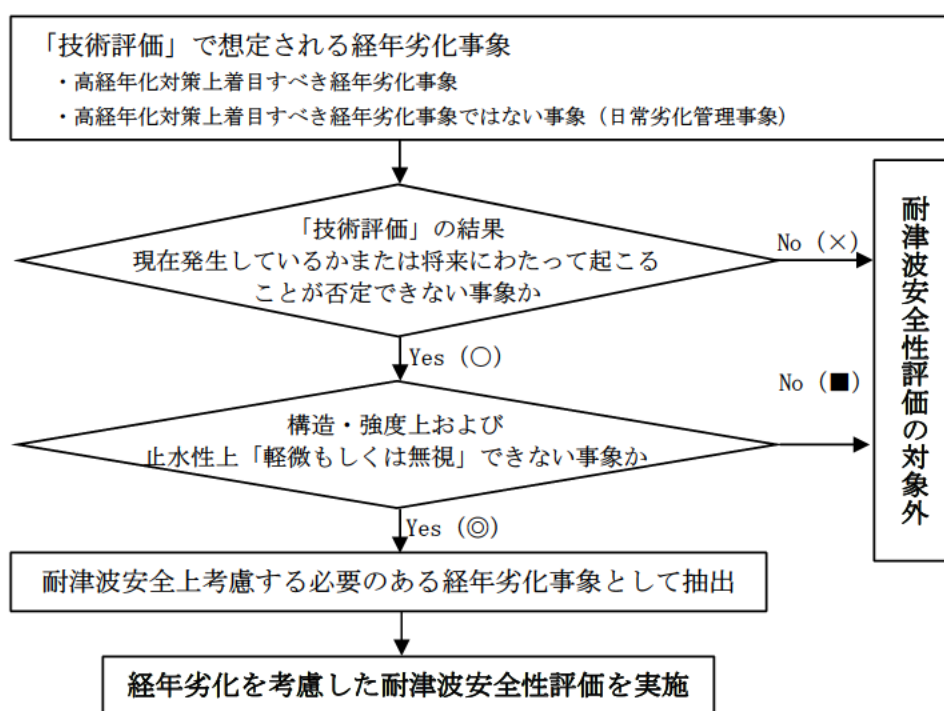 「技術評価」で想定される経年劣化事象
・高経年化対策上着目すべき経年劣化事象
・高経年化対策上着目すべき経年劣化事象ではない事象（日常劣化管理事象）
「技術評価」の結果
現在発生しているかまたは将来にわたって起こる
ことが否定できない事象か
No（×）
Yes（○）
構造・強度上および
止水性上「軽微もしくは無視」できない事象か
No（■）
Yes（◎）
耐津波安全性評価の対象外
耐津波安全上考慮する必要のある経年劣化事象として抽出
経年劣化を考慮した耐津波安全性評価を実施